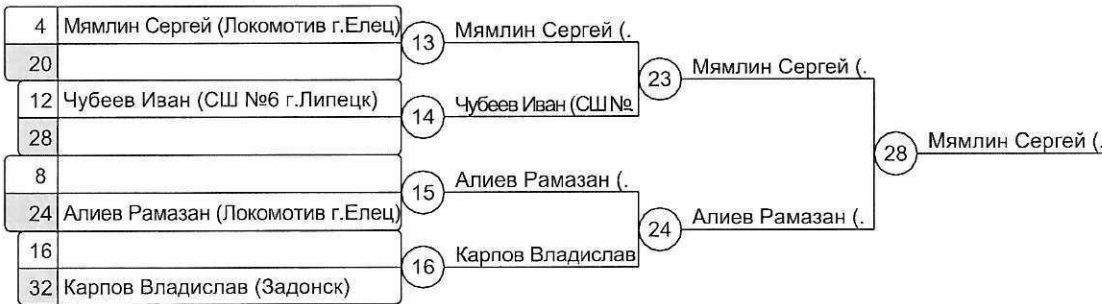 4 Мямлин Сергей (Локомотив г.Елец)
20
12 Чубеев Иван (СШ №6 г.Липецк)
28
8
24 Алиев Рамазан (Локомотив г.Елец)
16
32 Карпов Владислав (Задонск)
13 Мямлин Сергей (.
14 Чубеев Иван (СШ №
15 Алиев Рамазан (.
16 Карпов Владислав
23 Мямлин Сергей (.
24 Алиев Рамазан (.
28 Мямлин Сергей (.